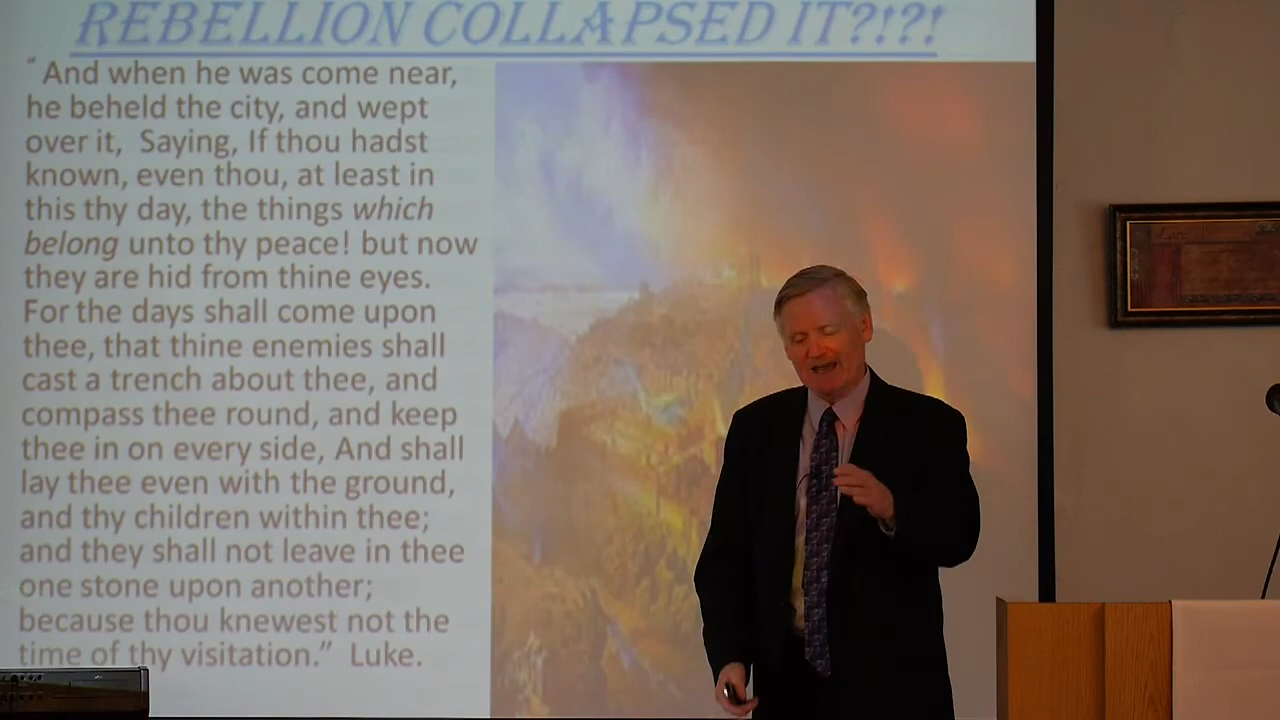 REBELLION COLLAPSED IT?!?!
“And when he was come near,
he beheld the city, and wept
over it,  Saying, If thou hadst
known, even thou, at least in
this thy day, the things which
belong unto thy peace! but now
they are hid from thine eyes.
For the days shall come upon
thee, that thine enemies shall
cast a trench about thee, and
compass thee round, and keep
thee in on every side, And shall
lay thee even with the ground,
and thy children within thee;
and they shall not leave in thee
one stone upon another;
because thou knewest not the
time of thy visitation.”  Luke.